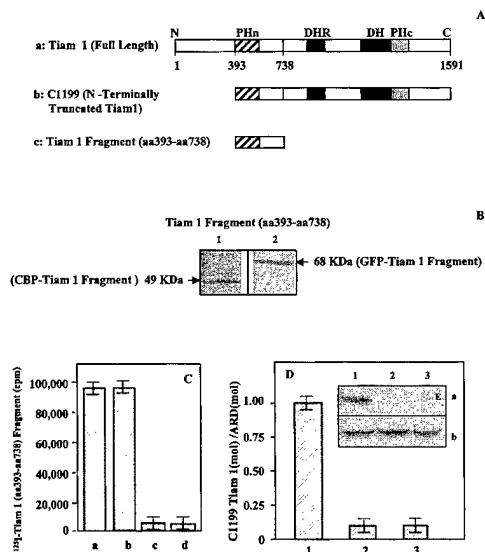 A
N PHn DHR DH PHc C
a: Tiam 1 (Full Length)
1 393 738 1591
b: C1199 (N -Terminally
Truncated Tiam1)
c: Tiam 1 Fragment (aa393-aa738)
B
Tiam 1 Fragment (aa393-aa738)
1 2
68 KDa (GFP-Tiam 1 Fragment)
(CBP-Tiam 1 Fragment ) 49 KDa
C
125I-Tiam 1 (aa393-aa738) Fragment (cpm)
100,000
80,000
60,000
40,000
20,000
0
a b c d
D
C1199 Tiam 1(mol) /ARD(mol)
1.00
0.75
0.50
0.25
0
1 2 3
E a
b
1 2 3